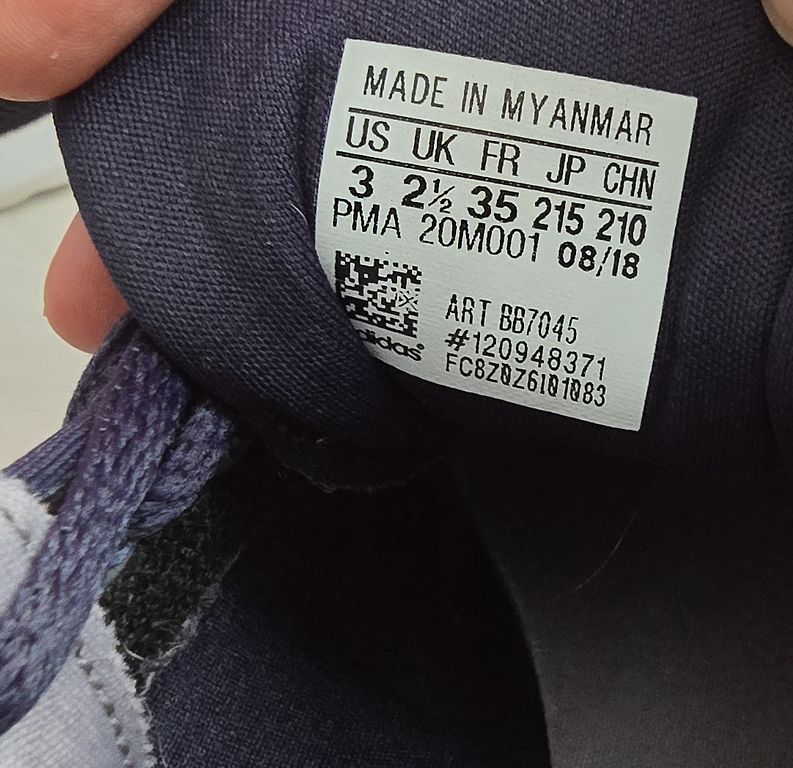 MADE IN MYANMAR
US UK FR JP CHN
3 2½ 35 215 210
PMA 20M001 08/18
ART BB7045
#120948371
adidas
FC8Z0Z6I01083